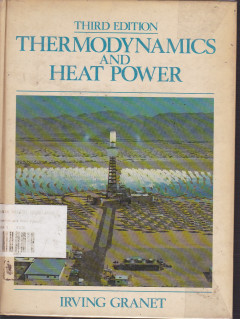 THIRD EDITION
THERMODYNAMICS
AND
HEAT POWER
IRVING GRANET